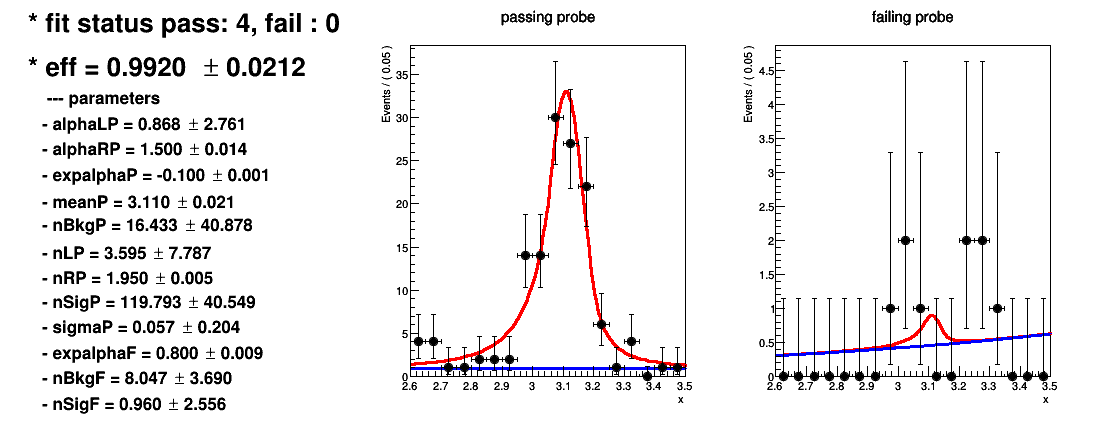 * fit status pass: 4, fail : 0
* eff = 0.9920 ± 0.0212
--- parameters
- alphaLP = 0.868 ± 2.761
- alphaRP = 1.500 ± 0.014
- expalphaP = -0.100 ± 0.001
- meanP = 3.110 ± 0.021
- nBkgP = 16.433 ± 40.878
- nLP = 3.595 ± 7.787
- nRP = 1.950 ± 0.005
- nSigP = 119.793 ± 40.549
- sigmaP = 0.057 ± 0.204
- expalphaF = 0.800 ± 0.009
- nBkgF = 8.047 ± 3.690
- nSigF = 0.960 ± 2.556
passing probe
Events / ( 0.05 )
35
30
25
20
15
10
5
0
2.6 2.7 2.8 2.9 3 3.1 3.2 3.3 3.4 3.5
x
failing probe
Events / ( 0.05 )
4.5
4
3.5
3
2.5
2
1.5
1
0.5
0
2.6 2.7 2.8 2.9 3 3.1 3.2 3.3 3.4 3.5
x